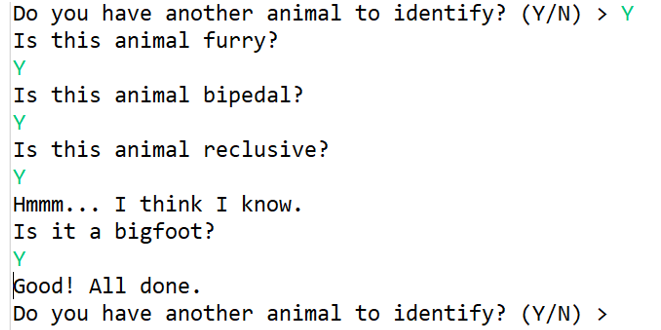 Do you have another animal to identify? (Y/N) > Y
Is this animal furry?
Y
Is this animal bipedal?
Y
Is this animal reclusive?
Y
Hmmm... I think I know.
Is it a bigfoot?
Y
Good! All done.
Do you have another animal to identify? (Y/N) >